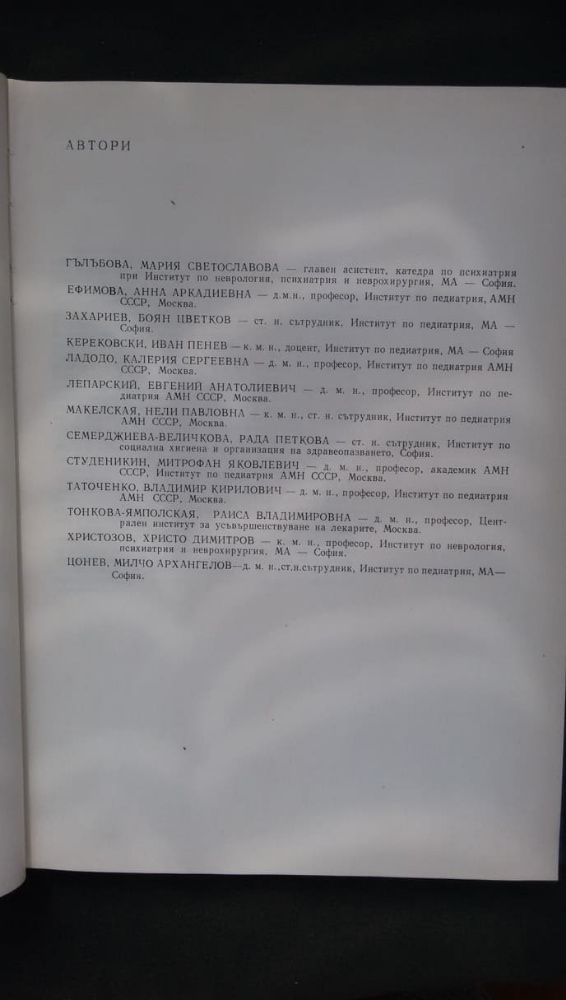 АВТОРИ
ГЪЛЪБОВА, МАРИЯ СВЕТОСЛАВОВА — главен асистент, катедра по психиатрия
при Институт по неврология, психиатрия и неврохирургия, МА — София.
ЕФИМОВА, АННА АРКАДИЕВНА — д.м.н., професор, Институт по педиатрия, АМН
СССР, Москва.
ЗАХАРИЕВ, БОЯН ЦВЕТКОВ — ст. н. сътрудник, Институт по педиатрия, МА —
София.
КЕРЕКОВСКИ, ИВАН ПЕНЕВ — к. м. н., доцент, Институт по педиатрия, МА — София
ЛАДОДО, КАЛЕРИЯ СЕРГЕЕВНА — д. м. н., професор, Институт по педиатрия АМН
СССР, Москва.
ЛЕПАРСКИЙ, ЕВГЕНИЙ АНАТОЛИЕВИЧ — д. м. н., професор, Институт по пе-
диатрия АМН СССР, Москва.
МАКЕЛСКАЯ, НЕЛИ ПАВЛОВНА — к. м. н., ст. н. сътрудник, Институт по педиатрия
АМН СССР, Москва.
СЕМЕРДЖИЕВА-ВЕЛИЧКОВА, РАДА ПЕТКОВА — ст. н. сътрудник, Институт по
социална хигиена и организация на здравеопазването, София.
СТУДЕНИКИН, МИТРОФАН ЯКОВЛЕВИЧ — д. м. н., професор, академик АМН
СССР, Институт по педиатрия АМН СССР, Москва.
ТАТОЧЕНКО, ВЛАДИМИР КИРИЛОВИЧ — д. м. н., професор, Институт по педиатрия
АМН СССР, Москва.
ТОНКОВА-ЯМПОЛСКАЯ, РАИСА ВЛАДИМИРОВНА — д. м. н., професор, Цент-
рален институт за усъвършенствуване на лекарите, Москва.
ХРИСТОЗОВ, ХРИСТО ДИМИТРОВ — к. м. н., професор, Институт по неврология,
психиатрия и неврохирургия, МА — София.
ЦОНЕВ, МИЛЧО АРХАНГЕЛОВ—д. м. н.,ст.н.сътрудник, Институт по педиатрия, МА—
София.